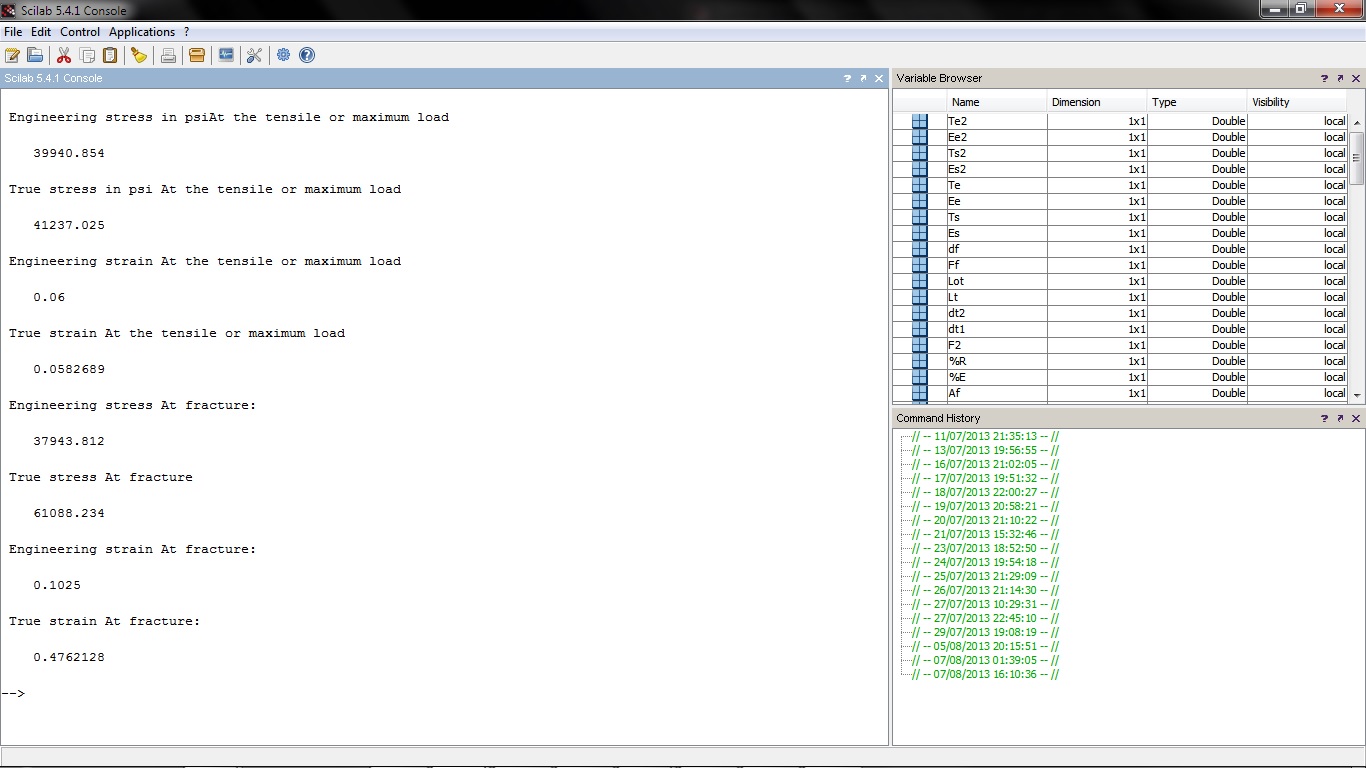 Scilab 5.4.1 Console
File Edit Control Applications ?
Scilab 5.4.1 Console
Engineering stress in psiAt the tensile or maximum load
39940.854
True stress in psi At the tensile or maximum load
41237.025
Engineering strain At the tensile or maximum load
0.06
True strain At the tensile or maximum load
0.0582689
Engineering stress At fracture:
37943.812
True stress At fracture
61088.234
Engineering strain At fracture:
0.1025
True strain At fracture:
0.4762128
-->
Variable Browser
Name Dimension Type Visibility
Te2 1x1 Double local
Ee2 1x1 Double local
Ts2 1x1 Double local
Es2 1x1 Double local
Te 1x1 Double local
Ee 1x1 Double local
Ts 1x1 Double local
Es 1x1 Double local
df 1x1 Double local
Ff 1x1 Double local
Lot 1x1 Double local
Lt 1x1 Double local
dt2 1x1 Double local
dt1 1x1 Double local
F2 1x1 Double local
%R 1x1 Double local
%E 1x1 Double local
Af 1x1 Double local
Command History
// -- 11/07/2013 21:35:13 -- //
// -- 13/07/2013 19:56:55 -- //
// -- 16/07/2013 21:02:05 -- //
// -- 17/07/2013 19:51:32 -- //
// -- 18/07/2013 22:00:27 -- //
// -- 19/07/2013 20:58:21 -- //
// -- 20/07/2013 21:10:22 -- //
// -- 21/07/2013 15:32:46 -- //
// -- 23/07/2013 18:52:50 -- //
// -- 24/07/2013 19:54:18 -- //
// -- 25/07/2013 21:29:09 -- //
// -- 26/07/2013 21:14:30 -- //
// -- 27/07/2013 10:29:31 -- //
// -- 27/07/2013 22:45:10 -- //
// -- 29/07/2013 19:08:19 -- //
// -- 05/08/2013 20:15:51 -- //
// -- 07/08/2013 01:39:05 -- //
// -- 07/08/2013 16:10:36 -- //